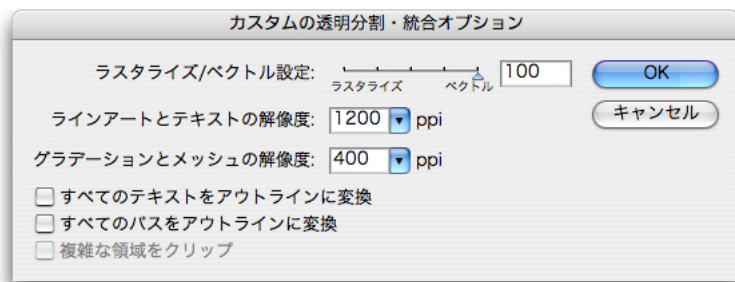 カスタムの透明分割・統合オプション
ラスタライズ/ベクトル設定: 100
ラスタライズ ベクトル
OK
ラインアートとテキストの解像度: 1200 ppi
キャンセル
グラデーションとメッシュの解像度: 400 ppi
すべてのテキストをアウトラインに変換
すべてのパスをアウトラインに変換
複雑な領域をクリップ